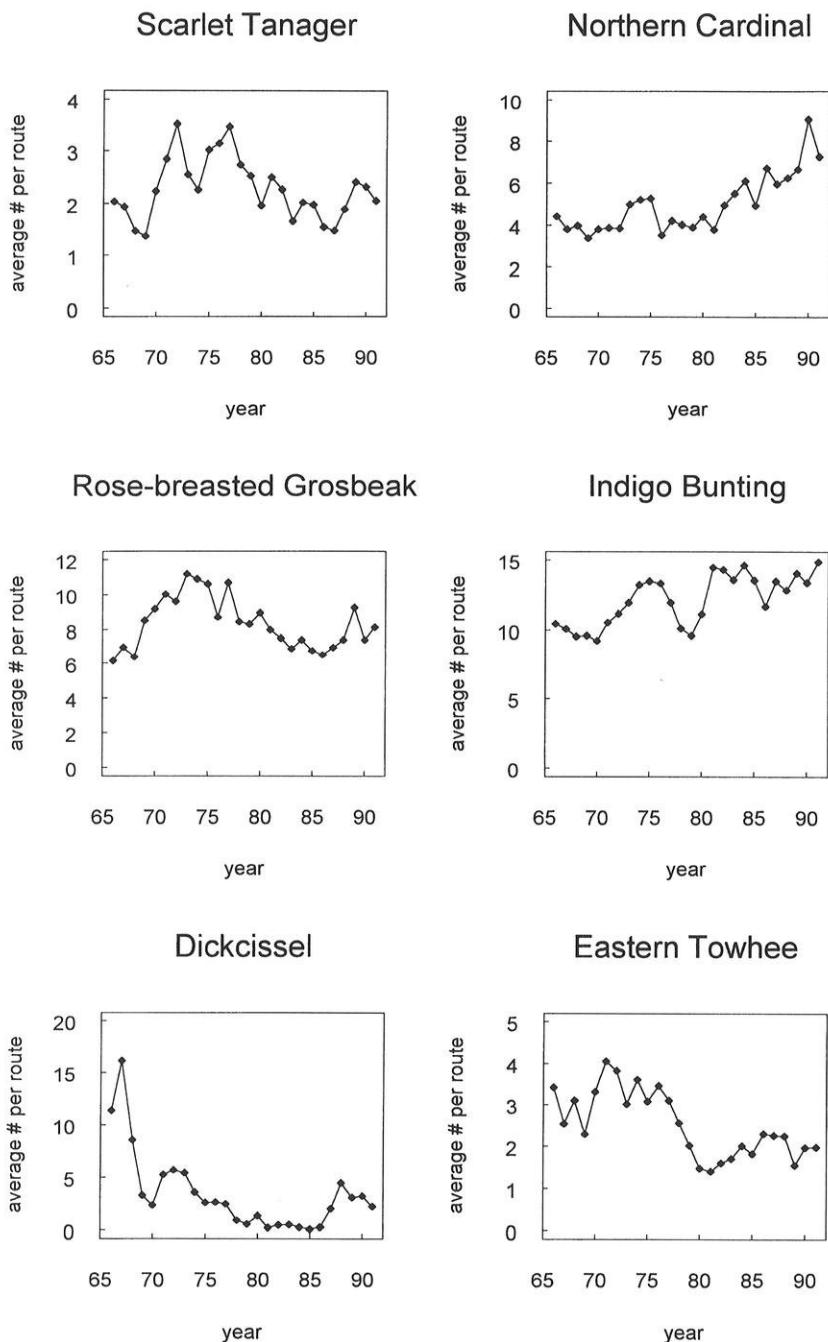 Scarlet Tanager
average # per route
4
3
2
1
0
65 70 75 80 85 90
year
Northern Cardinal
average # per route
10
8
6
4
2
0
65 70 75 80 85 90
year
Rose-breasted Grosbeak
average # per route
12
10
8
6
4
2
0
65 70 75 80 85 90
year
Indigo Bunting
average # per route
15
10
5
0
65 70 75 80 85 90
year
Dickcissel
average # per route
20
15
10
5
0
65 70 75 80 85 90
year
Eastern Towhee
average # per route
5
4
3
2
1
0
65 70 75 80 85 90
year